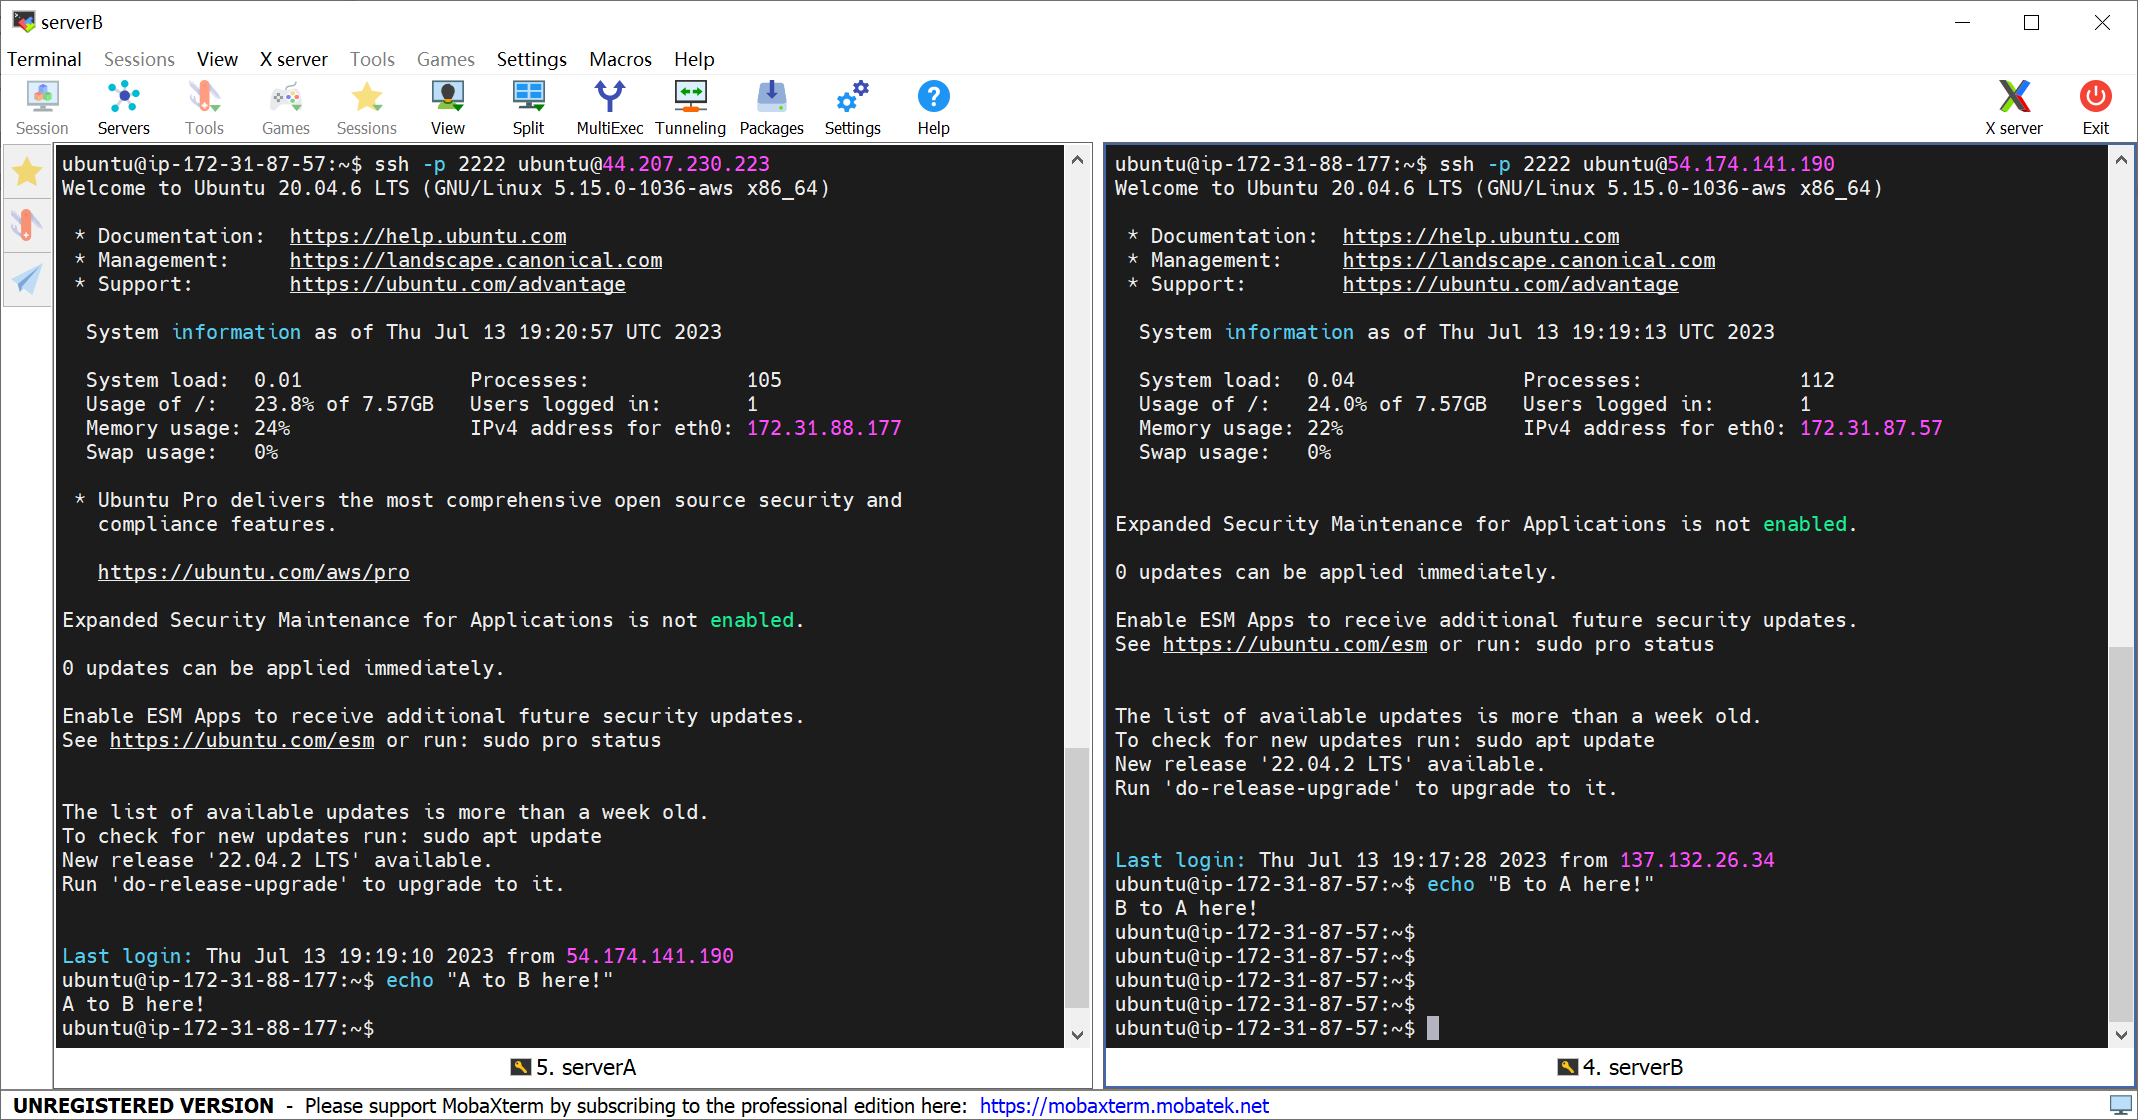 serverB
Terminal Sessions View X server Tools Games Settings Macros Help
Session Servers Tools Games Sessions View Split MultiExec Tunneling Packages Settings Help X server Exit
ubuntu@ip-172-31-87-57:~$ ssh -p 2222 ubuntu@44.207.230.223
Welcome to Ubuntu 20.04.6 LTS (GNU/Linux 5.15.0-1036-aws x86_64)
* Documentation:  https://help.ubuntu.com
* Management:     https://landscape.canonical.com
* Support:        https://ubuntu.com/advantage
System information as of Thu Jul 13 19:20:57 UTC 2023
System load:  0.01              Processes:             105
Usage of /:   23.8% of 7.57GB   Users logged in:       1
Memory usage: 24%               IPv4 address for eth0: 172.31.88.177
Swap usage:   0%
* Ubuntu Pro delivers the most comprehensive open source security and
compliance features.
https://ubuntu.com/aws/pro
Expanded Security Maintenance for Applications is not enabled.
0 updates can be applied immediately.
Enable ESM Apps to receive additional future security updates.
See https://ubuntu.com/esm or run: sudo pro status
The list of available updates is more than a week old.
To check for new updates run: sudo apt update
New release '22.04.2 LTS' available.
Run 'do-release-upgrade' to upgrade to it.
Last login: Thu Jul 13 19:19:10 2023 from 54.174.141.190
ubuntu@ip-172-31-88-177:~$ echo "A to B here!"
A to B here!
ubuntu@ip-172-31-88-177:~$
5. serverA
ubuntu@ip-172-31-88-177:~$ ssh -p 2222 ubuntu@54.174.141.190
Welcome to Ubuntu 20.04.6 LTS (GNU/Linux 5.15.0-1036-aws x86_64)
* Documentation:  https://help.ubuntu.com
* Management:     https://landscape.canonical.com
* Support:        https://ubuntu.com/advantage
System information as of Thu Jul 13 19:19:13 UTC 2023
System load:  0.04              Processes:             112
Usage of /:   24.0% of 7.57GB   Users logged in:       1
Memory usage: 22%               IPv4 address for eth0: 172.31.87.57
Swap usage:   0%
Expanded Security Maintenance for Applications is not enabled.
0 updates can be applied immediately.
Enable ESM Apps to receive additional future security updates.
See https://ubuntu.com/esm or run: sudo pro status
The list of available updates is more than a week old.
To check for new updates run: sudo apt update
New release '22.04.2 LTS' available.
Run 'do-release-upgrade' to upgrade to it.
Last login: Thu Jul 13 19:17:28 2023 from 137.132.26.34
ubuntu@ip-172-31-87-57:~$ echo "B to A here!"
B to A here!
ubuntu@ip-172-31-87-57:~$
ubuntu@ip-172-31-87-57:~$
ubuntu@ip-172-31-87-57:~$
ubuntu@ip-172-31-87-57:~$
ubuntu@ip-172-31-87-57:~$
4. serverB
UNREGISTERED VERSION - Please support MobaXterm by subscribing to the professional edition here: https://mobaxterm.mobatek.net